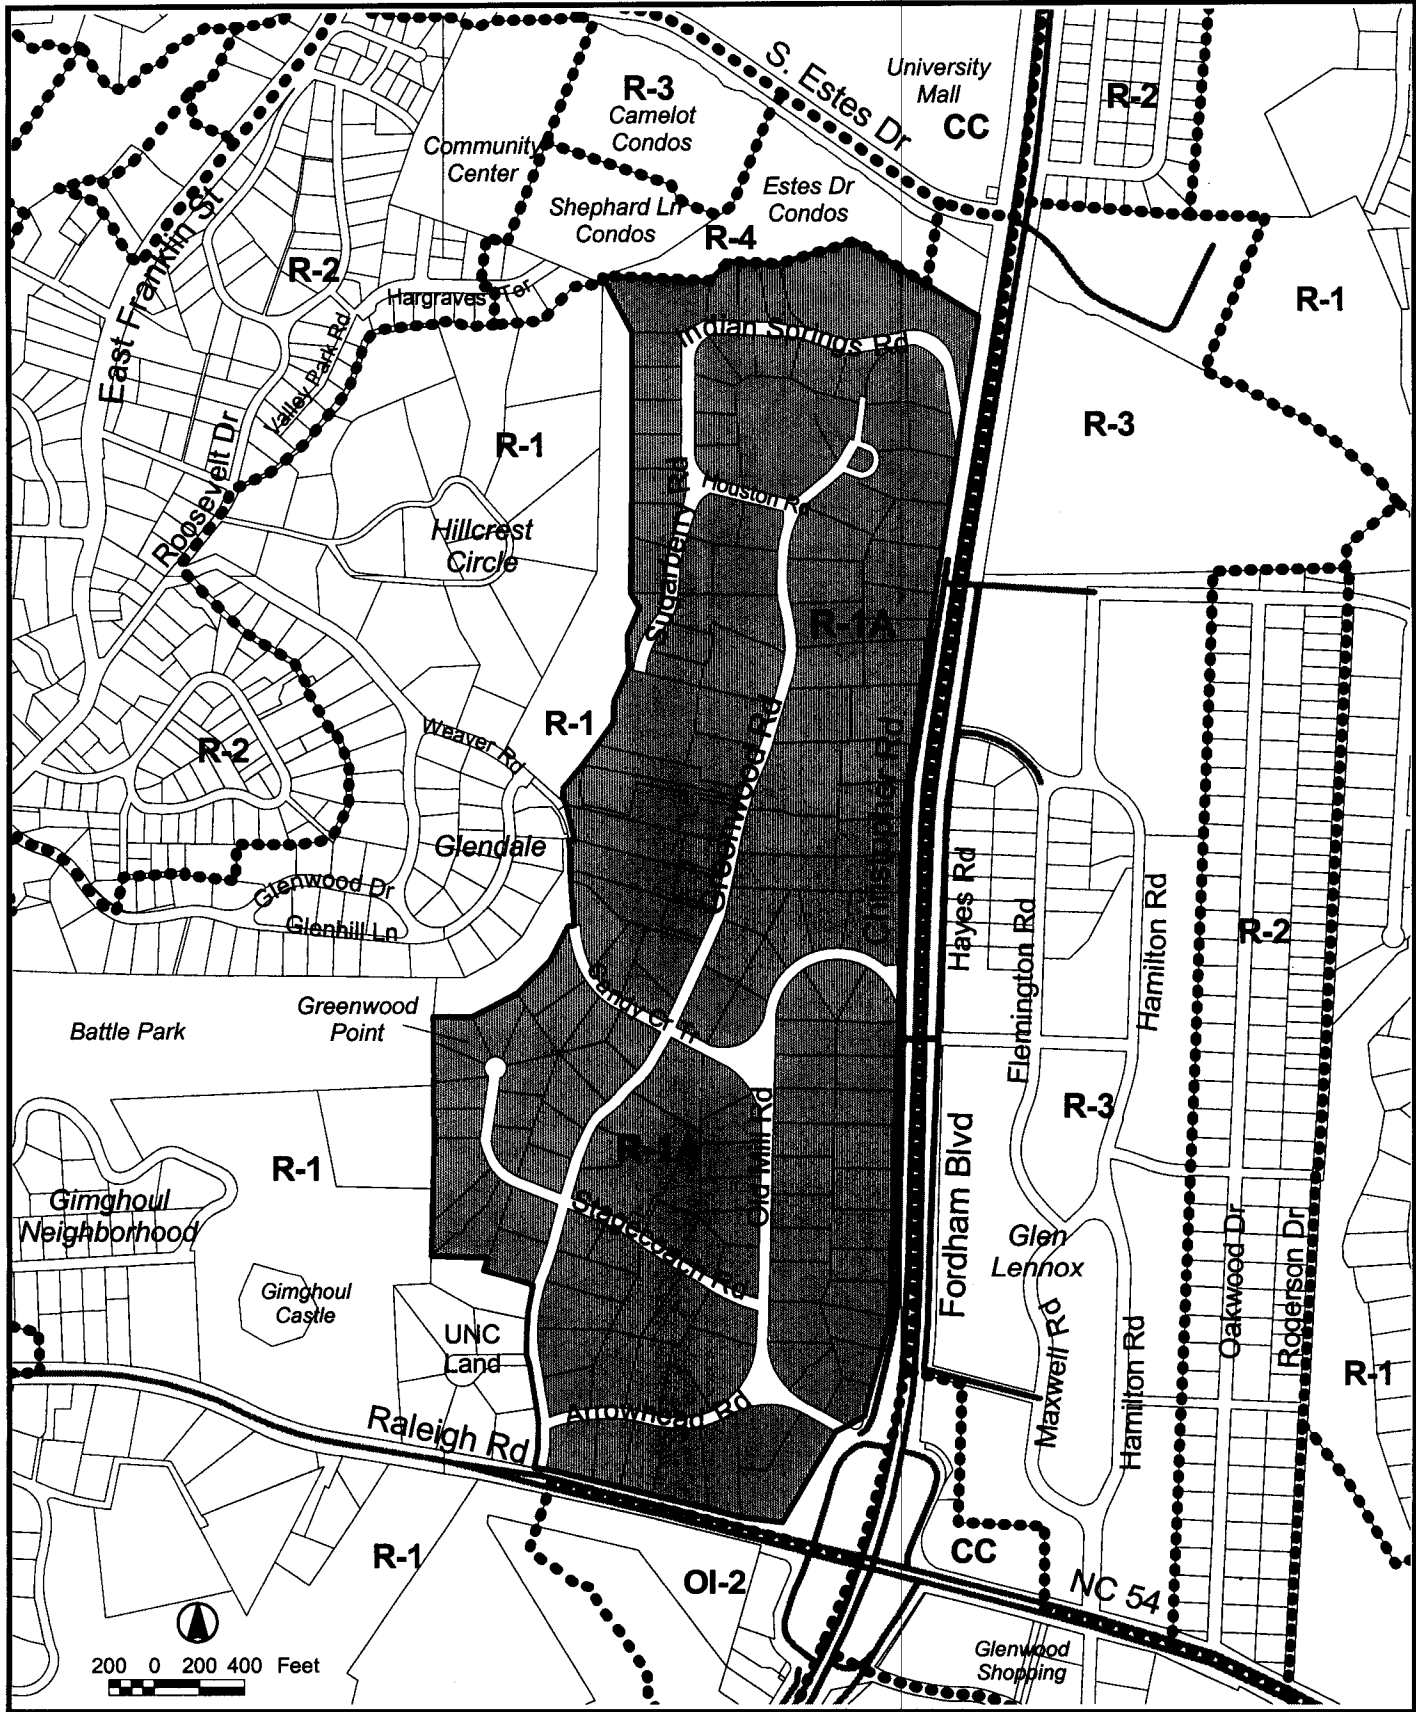 S. Estes Dr
University
Mall
CC
R-2
R-3
Camelot
Condos
Community
Center
Shephard Ln
Condos
Estes Dr
Condos
R-4
East Franklin St
R-2
Hargraves Ter
R-1
Valley Park Rd
Indian Springs Rd
R-3
Roosevelt Dr
R-1
Hillcrest
Circle
Sugarberry Rd
Houston Rd
R-1A
R-1
R-2
Weaver Rd
Greenwood Rd
Christopher Rd
Glendale
Glenwood Dr
Glenhill Ln
Hayes Rd
Flemington Rd
Hamilton Rd
R-2
Sandy Cr Tr
Greenwood
Point
Battle Park
R-3
R-1A
Old Mill Rd
R-1
Gimghoul
Neighborhood
Stagecoach Rd
Fordham Blvd
Glen
Lennox
Oakwood Dr
Rogerson Dr
Gimghoul
Castle
UNC
Land
Maxwell Rd
Hamilton Rd
R-1
Arrowhead Rd
Raleigh Rd
R-1
OI-2
CC
NC 54
Glenwood
Shopping
200 0 200 400 Feet